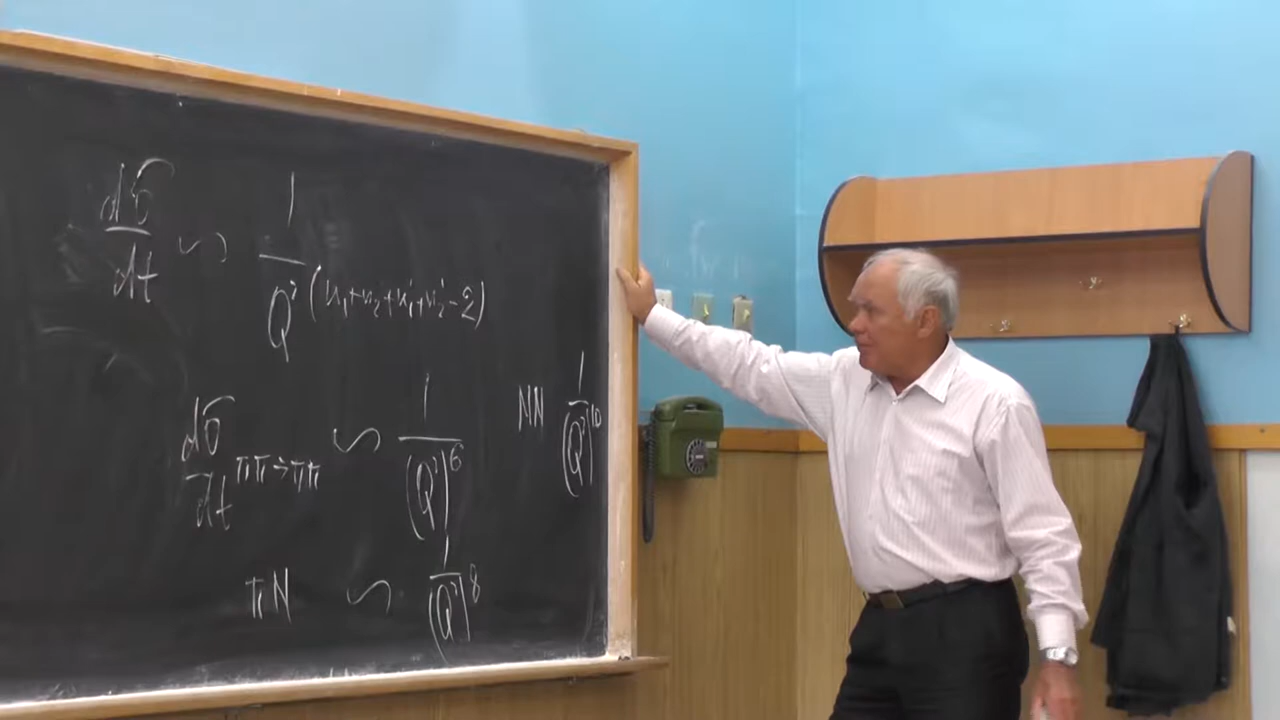 dσ/dt ~ 1/Q²(n₁+n₂+n₁'+n₂'-2)
dσ/dt ππ→ππ ~ 1/(Q²)⁶ NN 1/(Q²)¹⁰
πN ~ 1/(Q²)⁸